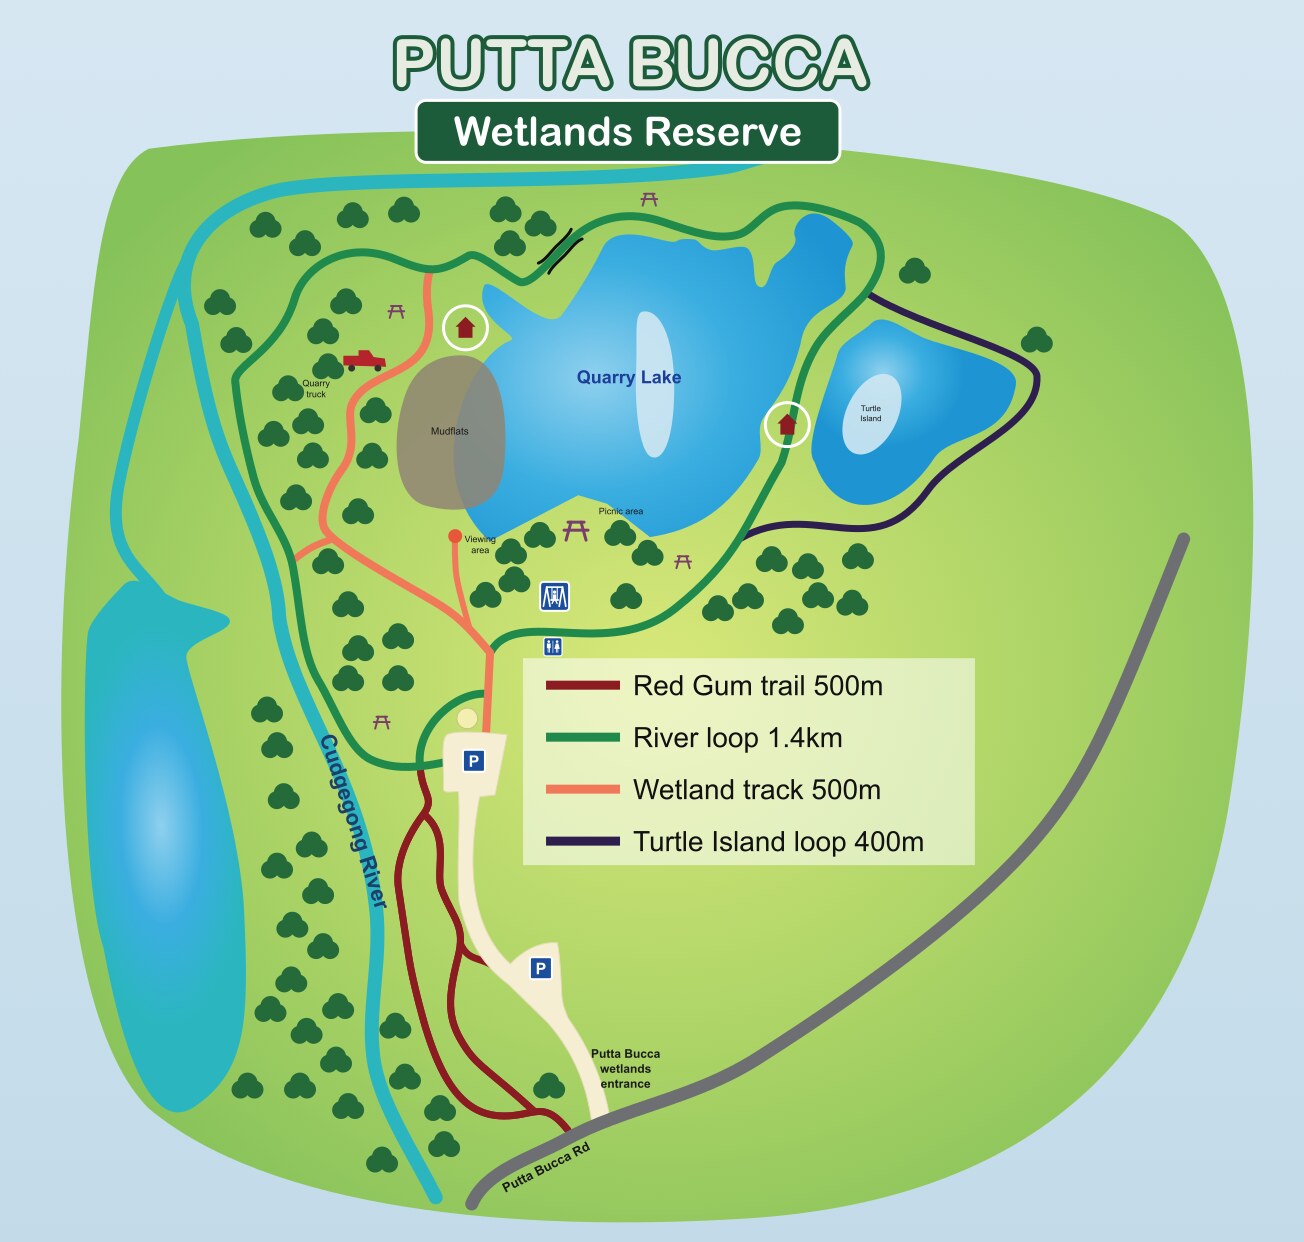 PUTTA BUCCA
Wetlands Reserve
Quarry
truck
Quarry Lake
Turtle
Island
Mudflats
Picnic area
Viewing
area
Red Gum trail 500m
River loop 1.4km
Wetland track 500m
Turtle Island loop 400m
P
Cudgegong River
P
Putta Bucca
wetlands
entrance
Putta Bucca Rd